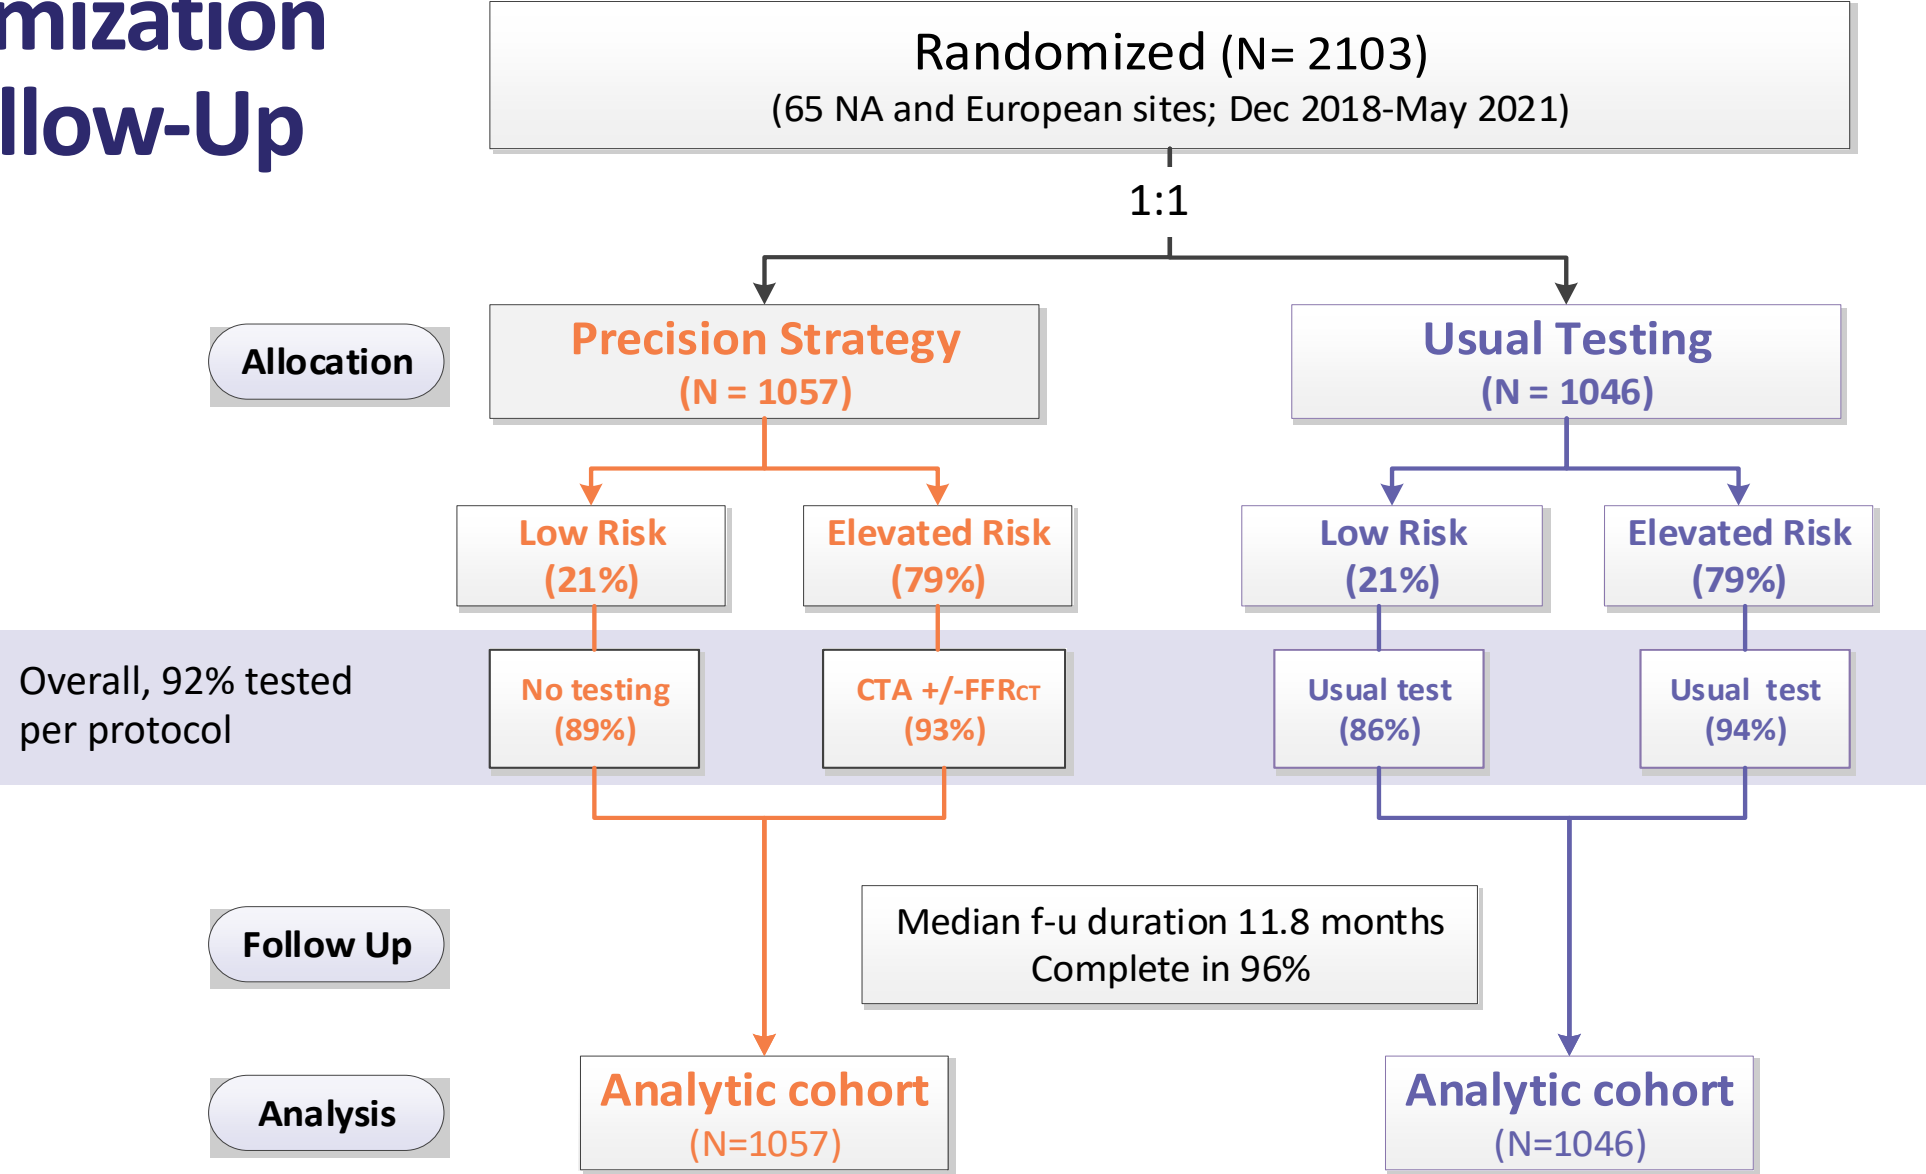 mization
llow-Up
Randomized (N= 2103)
(65 NA and European sites; Dec 2018-May 2021)
1:1
Allocation
Precision Strategy
(N = 1057)
Usual Testing
(N = 1046)
Low Risk
(21%)
Elevated Risk
(79%)
Low Risk
(21%)
Elevated Risk
(79%)
Overall, 92% tested
per protocol
No testing
(89%)
CTA +/-FFRCT
(93%)
Usual test
(86%)
Usual test
(94%)
Follow Up
Median f-u duration 11.8 months
Complete in 96%
Analysis
Analytic cohort
(N=1057)
Analytic cohort
(N=1046)